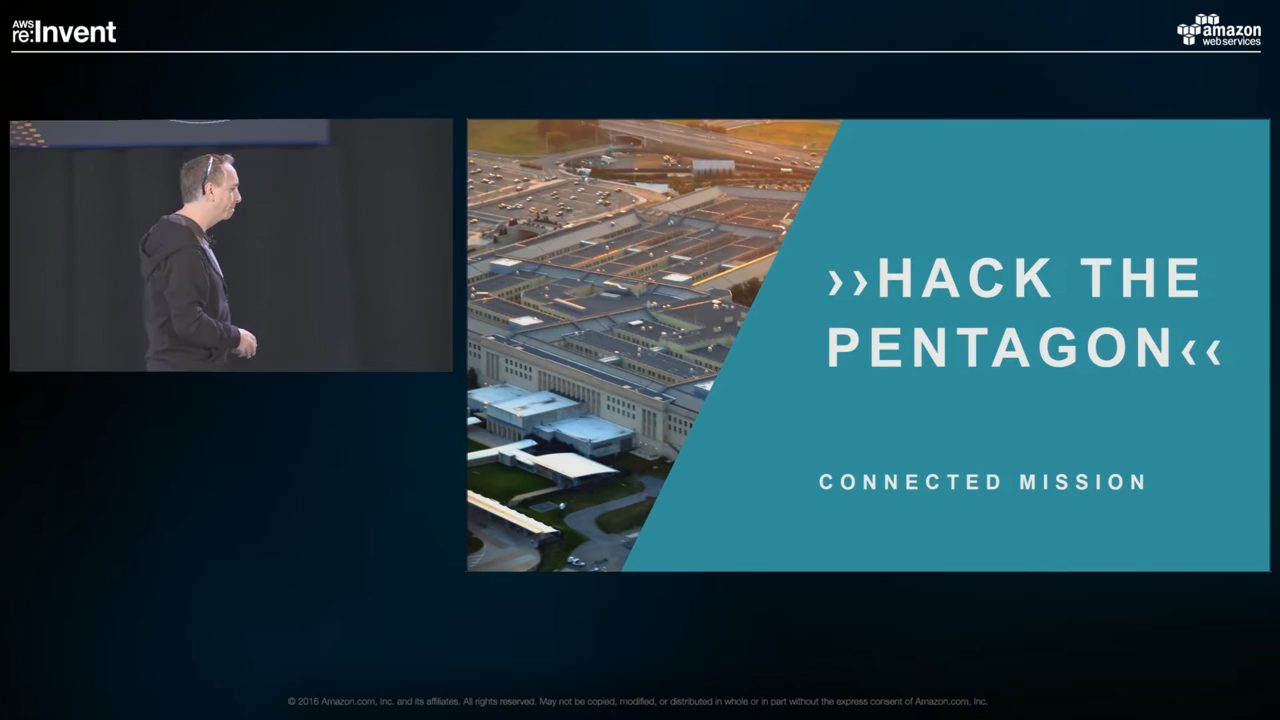 AWS
re:Invent
amazon
web services
››HACK THE
PENTAGON‹‹
CONNECTED MISSION
© 2016 Amazon.com, Inc. and its affiliates. All rights reserved. May not be copied, modified, or distributed in whole or in part without the express consent of Amazon.com, Inc.